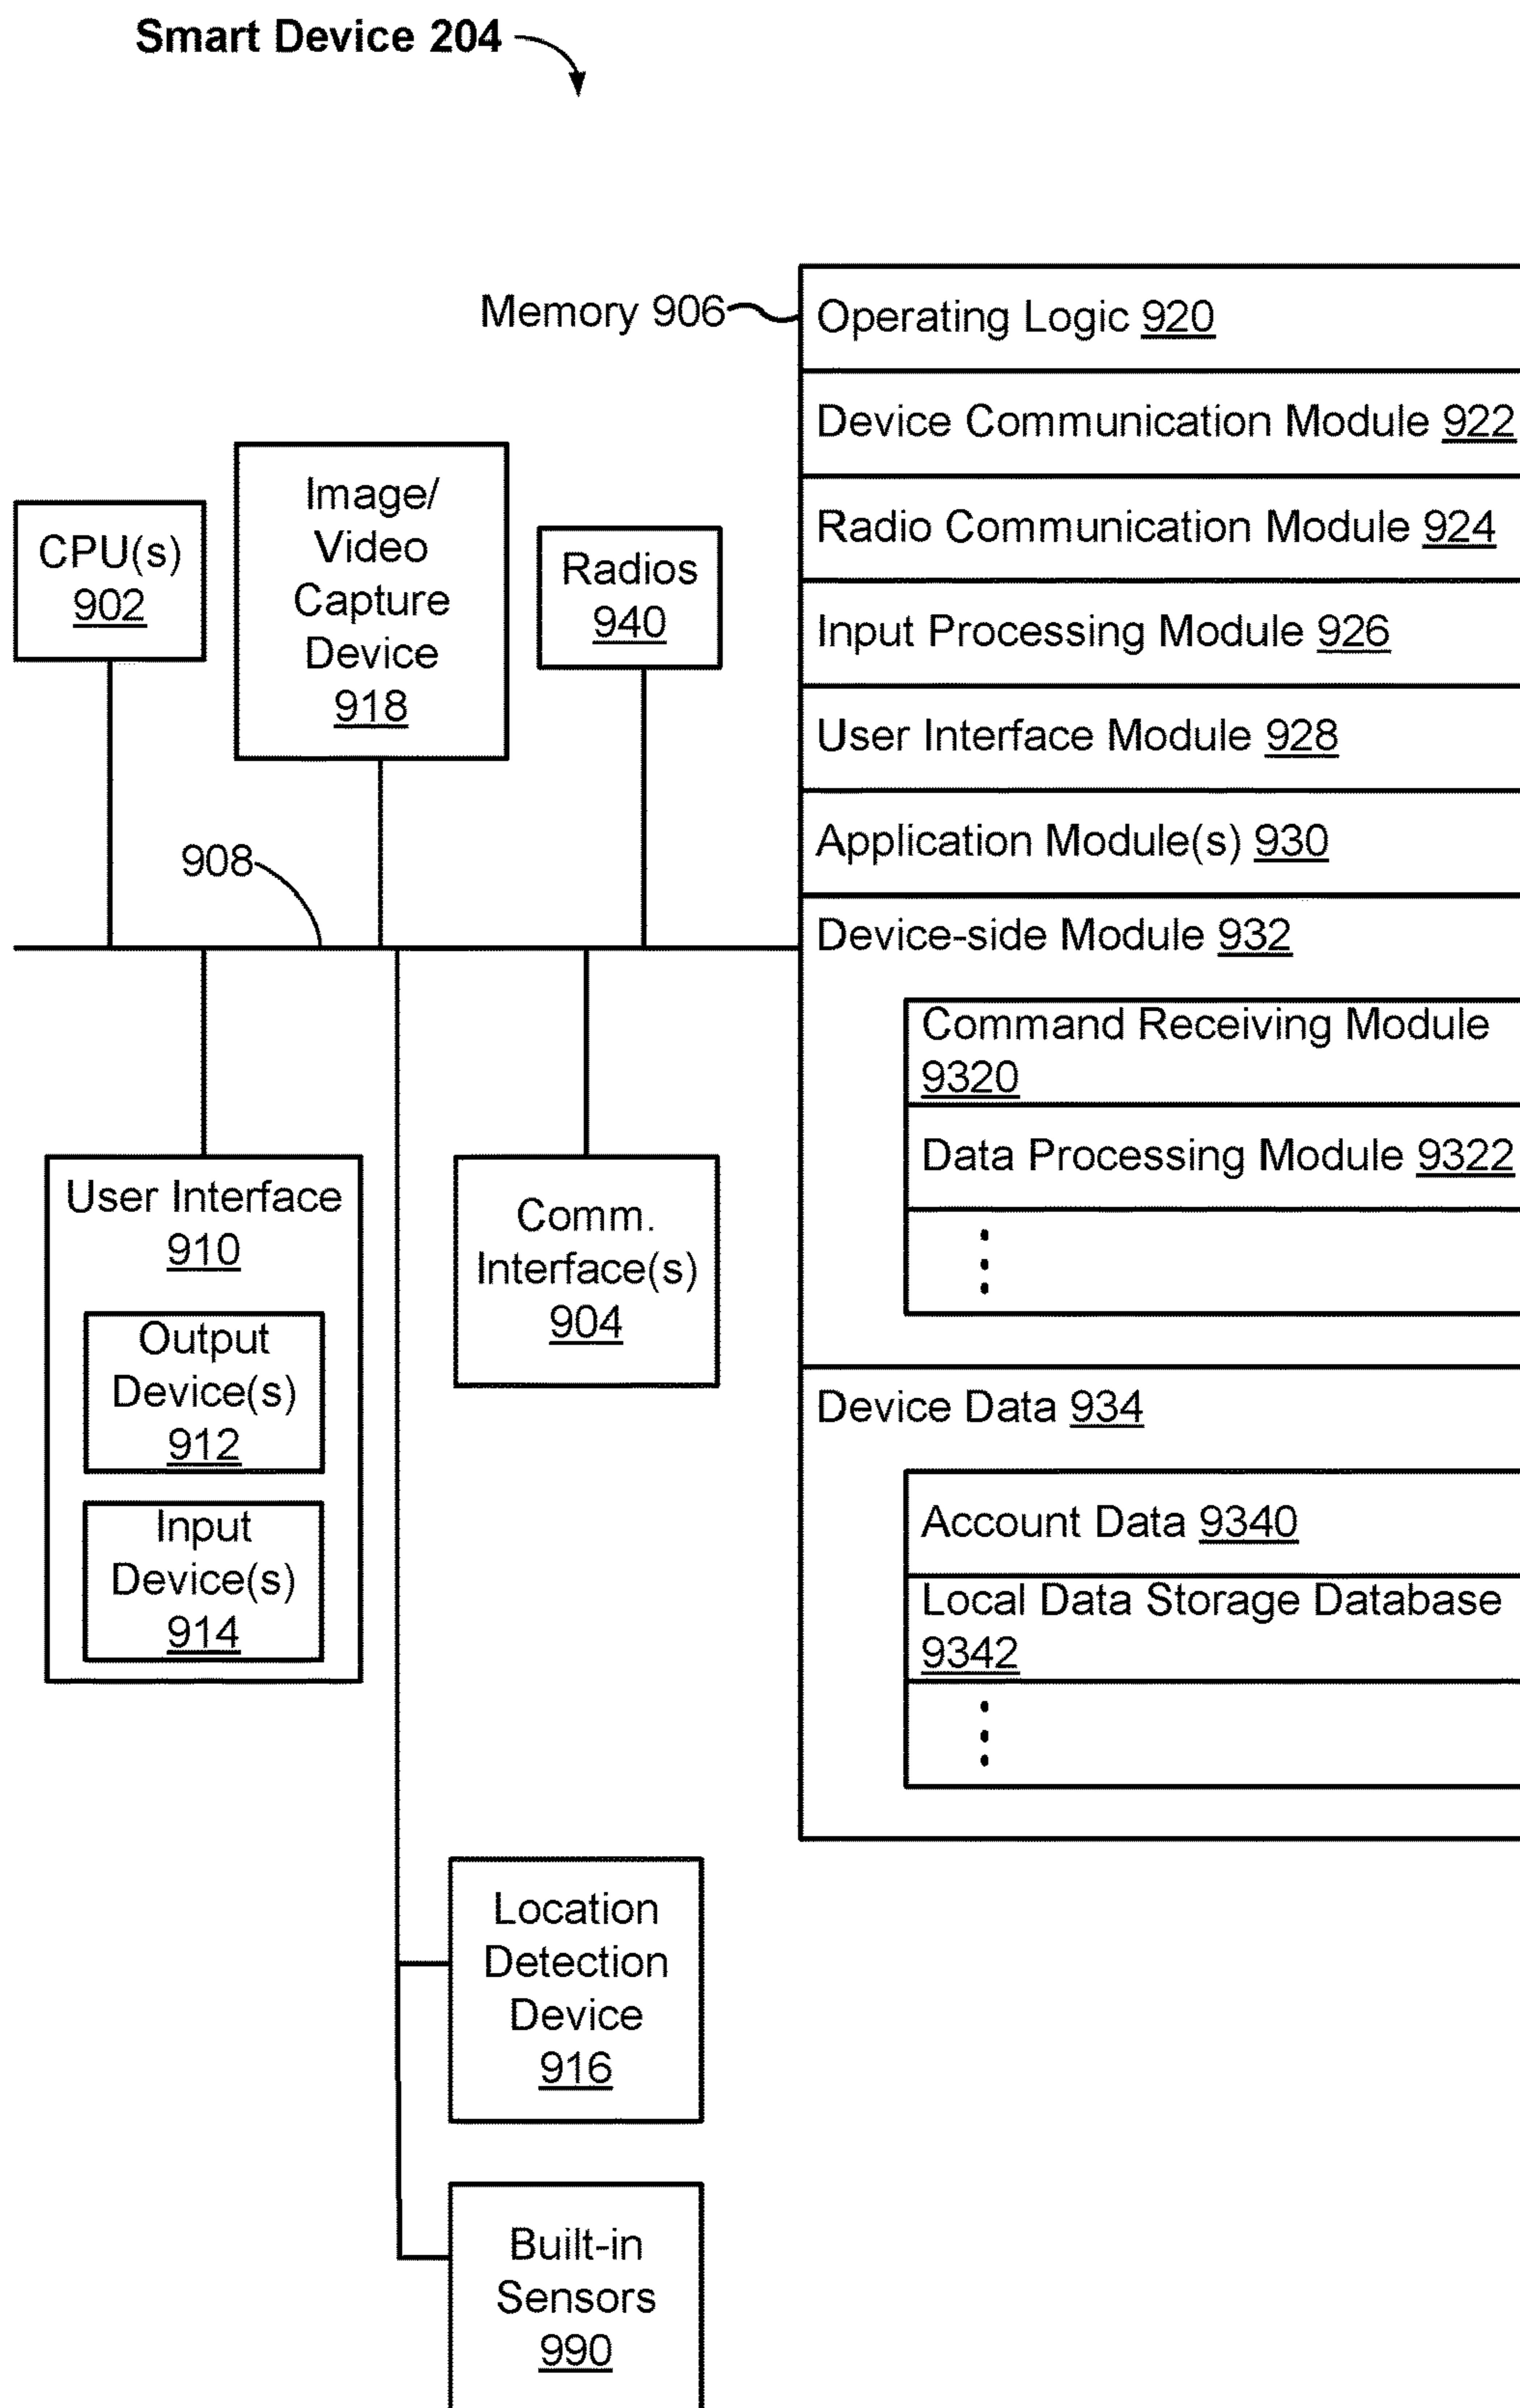 Smart Device 204
Memory 906
Operating Logic 920
Device Communication Module 922
Radio Communication Module 924
Input Processing Module 926
User Interface Module 928
Application Module(s) 930
Device-side Module 932
Command Receiving Module
9320
Data Processing Module 9322
Device Data 934
Account Data 9340
Local Data Storage Database
9342
CPU(s)
902
Image/
Video
Capture
Device
918
Radios
940
908
User Interface
910
Output
Device(s)
912
Input
Device(s)
914
Comm.
Interface(s)
904
Location
Detection
Device
916
Built-in
Sensors
990